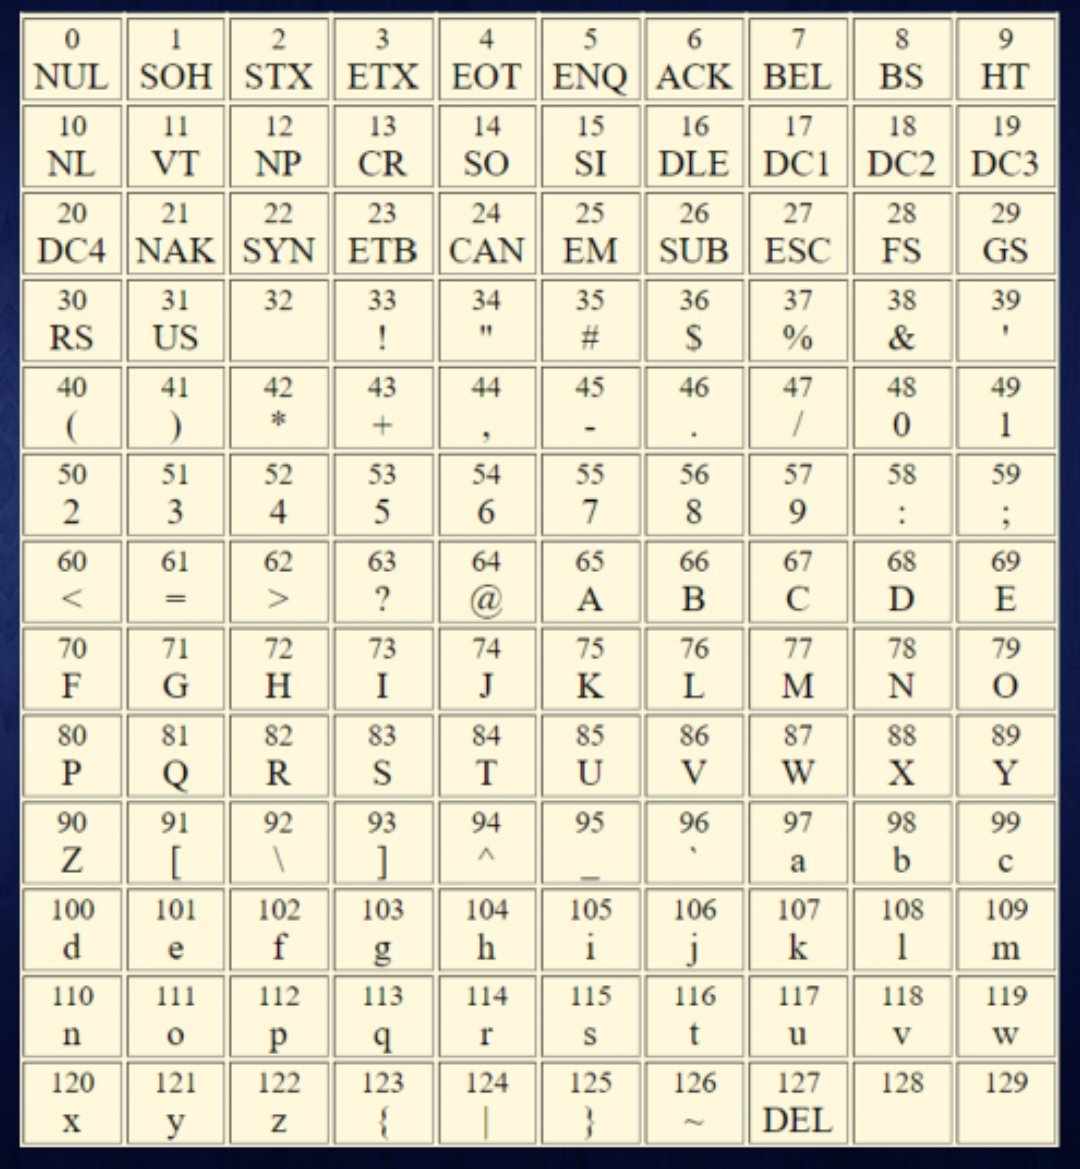 0 1 2 3 4 5 6 7 8 9
NUL SOH STX ETX EOT ENQ ACK BEL BS HT
10 11 12 13 14 15 16 17 18 19
NL VT NP CR SO SI DLE DC1 DC2 DC3
20 21 22 23 24 25 26 27 28 29
DC4 NAK SYN ETB CAN EM SUB ESC FS GS
30 31 32 33 34 35 36 37 38 39
RS US ! " # $ % & '
40 41 42 43 44 45 46 47 48 49
( ) * + , - . / 0 1
50 51 52 53 54 55 56 57 58 59
2 3 4 5 6 7 8 9 : ;
60 61 62 63 64 65 66 67 68 69
< = > ? @ A B C D E
70 71 72 73 74 75 76 77 78 79
F G H I J K L M N O
80 81 82 83 84 85 86 87 88 89
P Q R S T U V W X Y
90 91 92 93 94 95 96 97 98 99
Z [ \ ] ^ _ ` a b c
100 101 102 103 104 105 106 107 108 109
d e f g h i j k l m
110 111 112 113 114 115 116 117 118 119
n o p q r s t u v w
120 121 122 123 124 125 126 127 128 129
x y z { | } ~ DEL